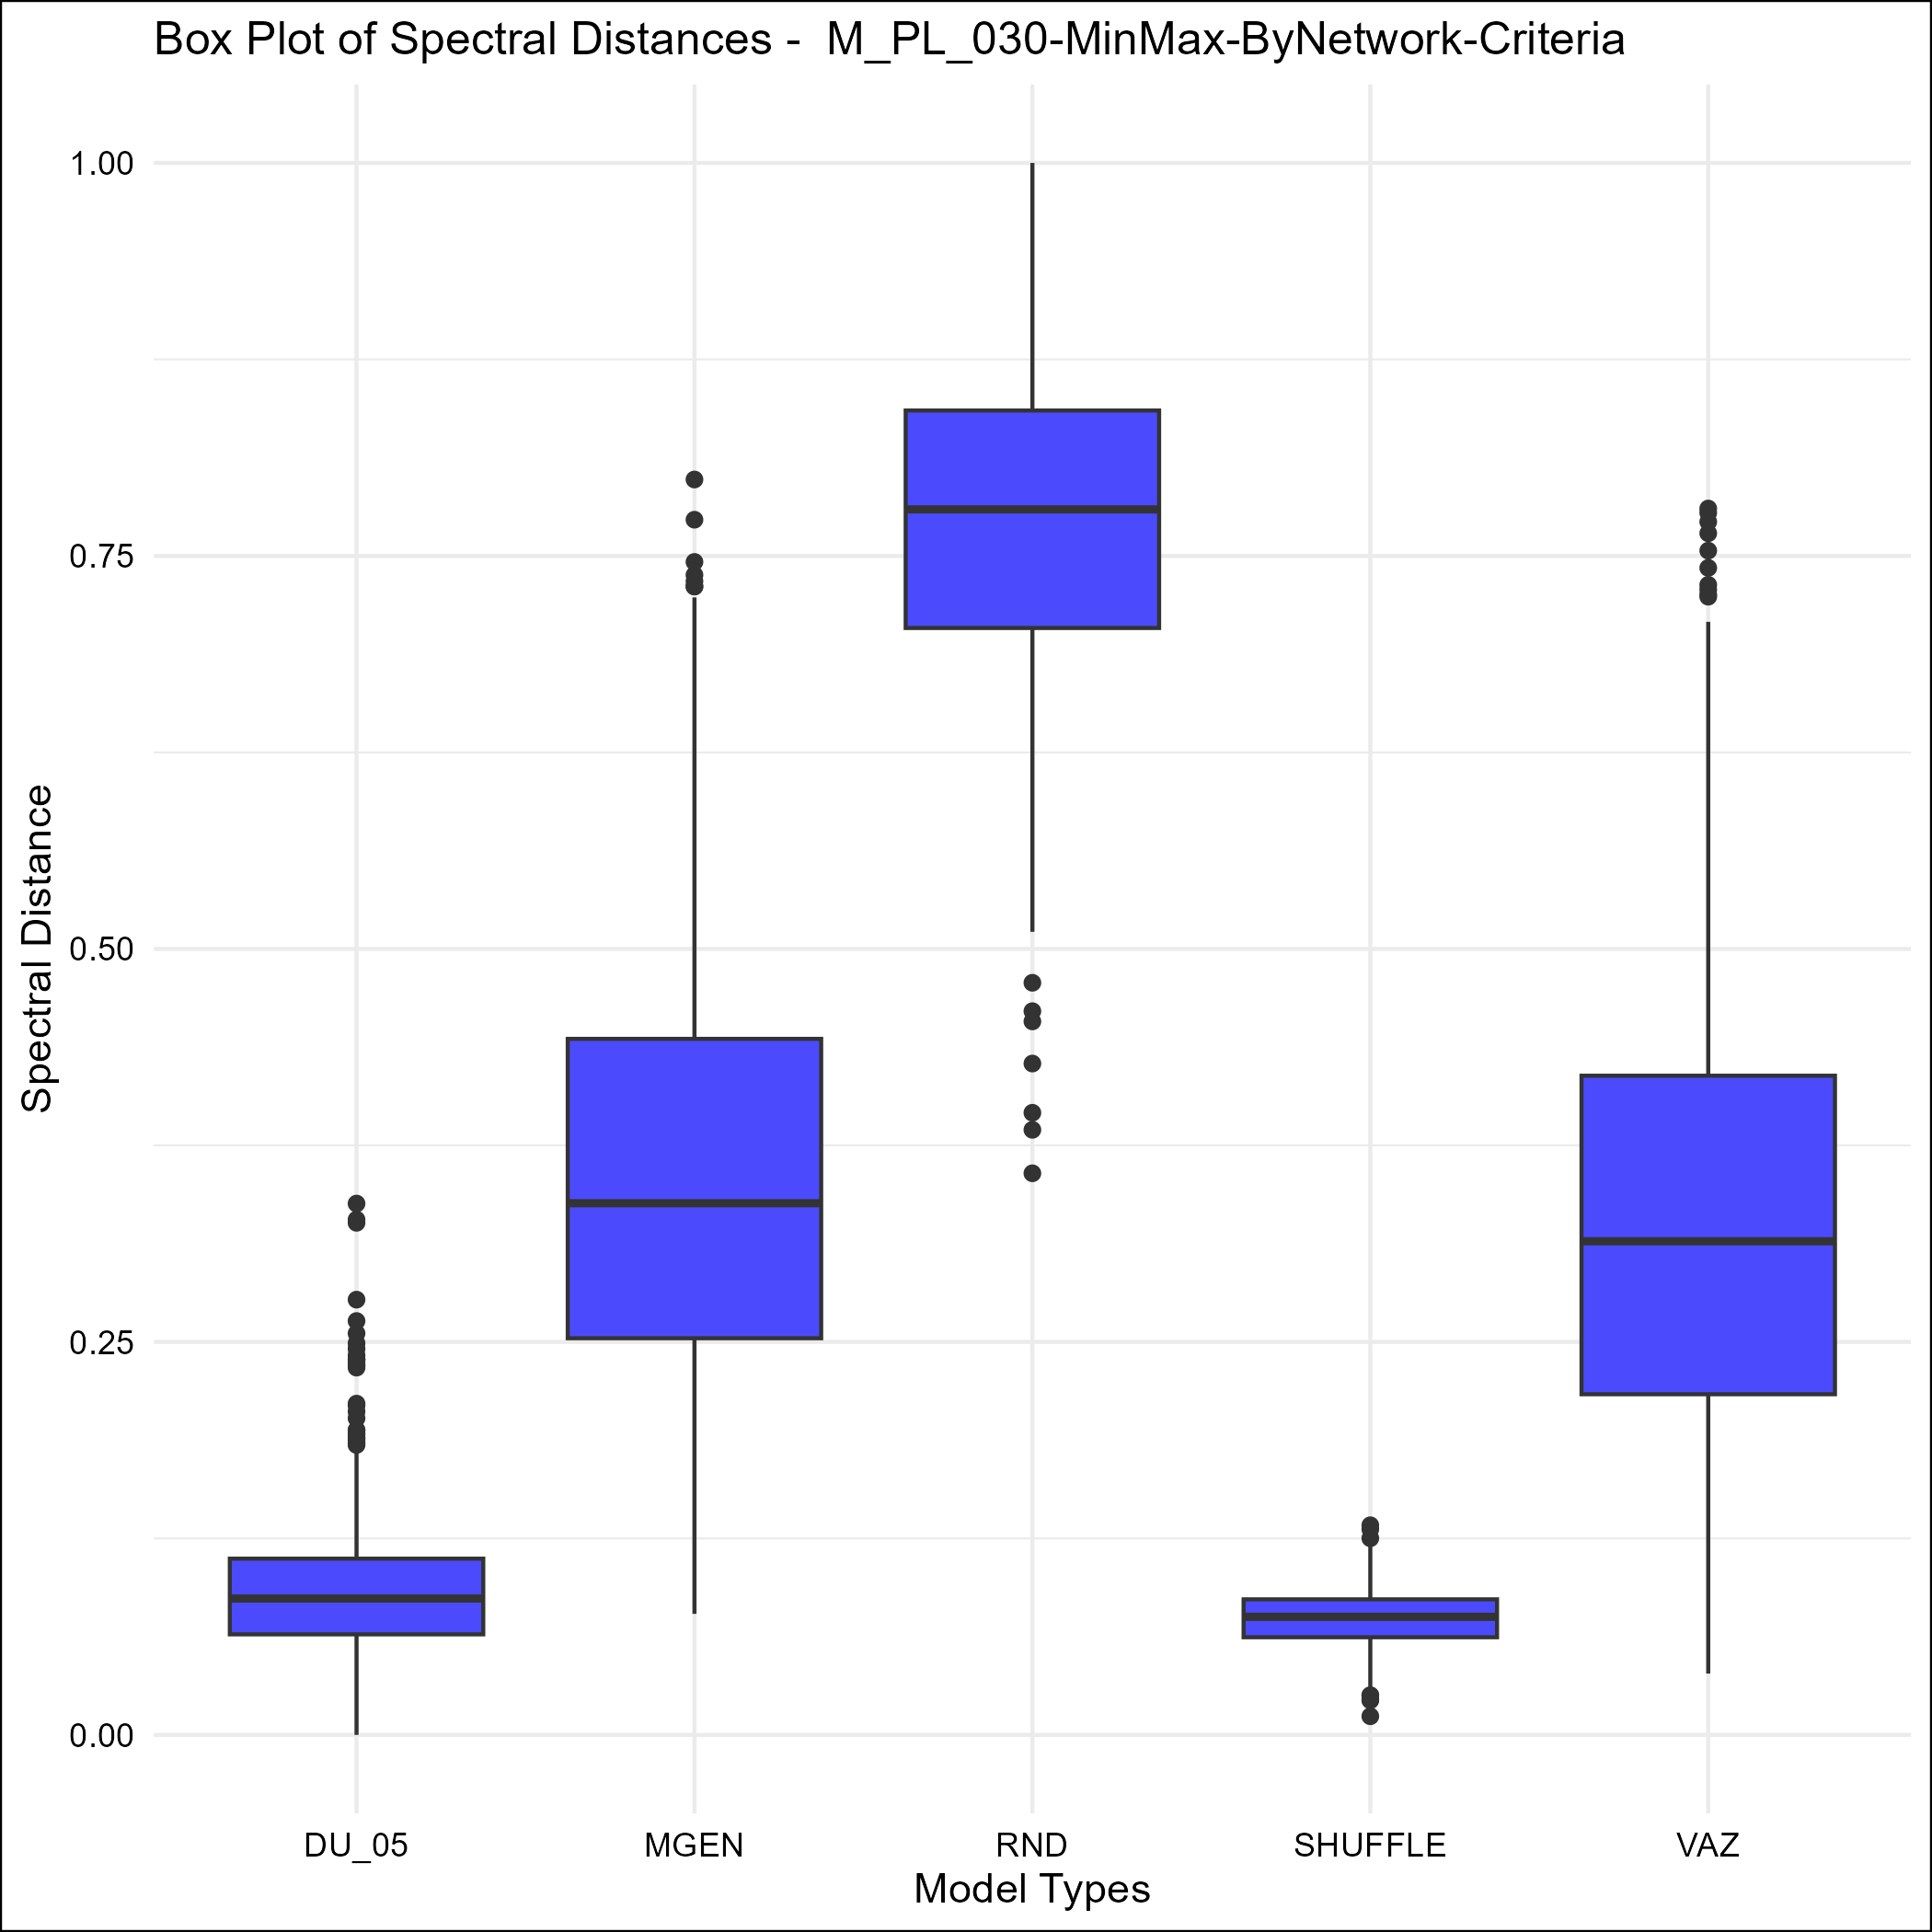 Box Plot of Spectral Distances -  M_PL_030-MinMax-ByNetwork-Criteria
1.00
0.75
0.50
0.25
0.00
Spectral Distance
DU_05 MGEN RND SHUFFLE VAZ
Model Types